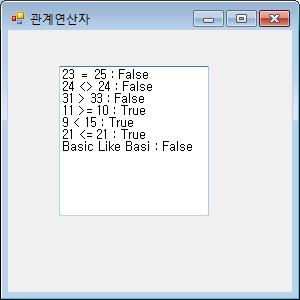 관계연산자
23 = 25 : False
24 <> 24 : False
31 > 33 : False
11 >= 10 : True
9 < 15 : True
21 <= 21 : True
Basic Like Basi : False